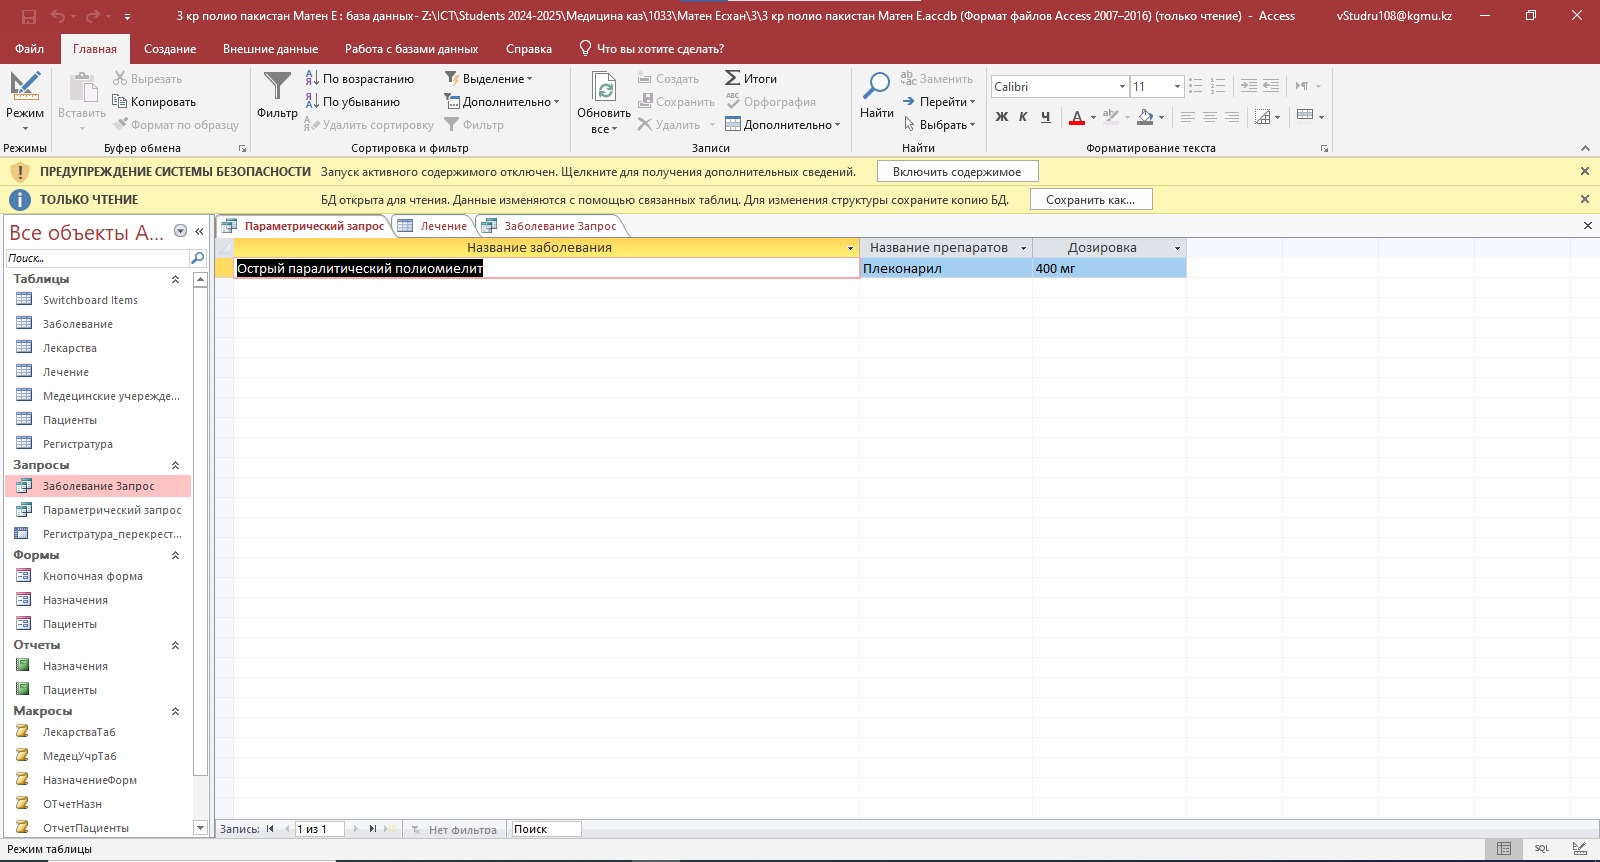 3 кр полио пакистан Матен Е : база данных- Z:\ICT\Students 2024-2025\Медицина каз\1033\Матен Есхан\3\3 кр полио пакистан Матен Е.accdb (Формат файлов Access 2007–2016) (только чтение) - Access
vStudru108@kgmu.kz
Файл Главная Создание Внешние данные Работа с базами данных Справка Что вы хотите сделать?
Режим
Режимы
Вставить
Вырезать
Копировать
Формат по образцу
Буфер обмена
Фильтр
По возрастанию
По убыванию
Удалить сортировку
Выделение
Дополнительно
Фильтр
Сортировка и фильтр
Обновить
все
Создать
Сохранить
Удалить
Итоги
Орфография
Дополнительно
Записи
Найти
Заменить
Перейти
Выбрать
Найти
Calibri
11
Ж К Ч
Форматирование текста
ПРЕДУПРЕЖДЕНИЕ СИСТЕМЫ БЕЗОПАСНОСТИ Запуск активного содержимого отключен. Щелкните для получения дополнительных сведений. Включить содержимое
ТОЛЬКО ЧТЕНИЕ БД открыта для чтения. Данные изменяются с помощью связанных таблиц. Для изменения структуры сохраните копию БД. Сохранить как...
Все объекты A...
Поиск...
Таблицы
Switchboard Items
Заболевание
Лекарства
Лечение
Медецинские учережде...
Пациенты
Регистратура
Запросы
Заболевание Запрос
Параметрический запрос
Регистратура_перекрест...
Формы
Кнопочная форма
Назначения
Пациенты
Отчеты
Назначения
Пациенты
Макросы
ЛекарстваТаб
МедецУчрТаб
НазначениеФорм
ОТчетНазн
ОтчетПациенты
Параметрический запрос Лечение Заболевание Запрос
Название заболевания Название препаратов Дозировка
Острый паралитический полиомиелит Плеконарил 400 мг
Запись: 1 из 1 Нет фильтра Поиск
Режим таблицы
SQL